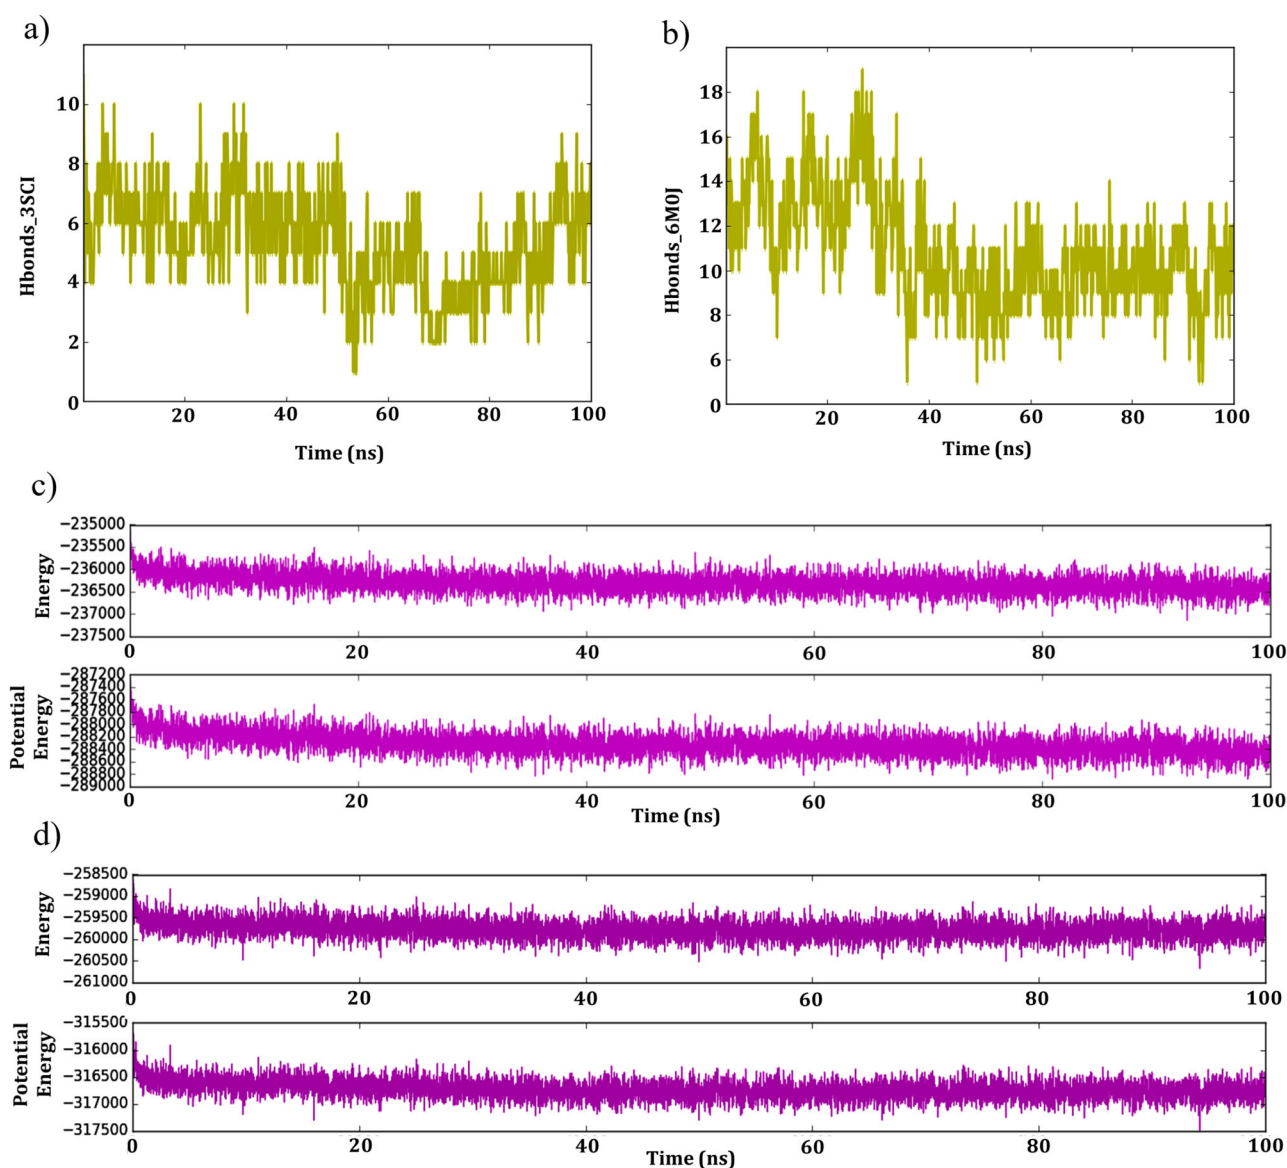 a)
Hbonds_3SCI
10
8
6
4
2
0
20 40 60 80 100
Time (ns)
b)
Hbonds_6M0J
18
16
14
12
10
8
6
4
2
0
20 40 60 80 100
Time (ns)
c)
Energy
−235000
−235500
−236000
−236500
−237000
−237500
0 20 40 60 80 100
Potential
Energy
−287200
−287400
−287600
−287800
−288000
−288200
−288400
−288600
−288800
−289000
0 20 40 60 80 100
Time (ns)
d)
Energy
−258500
−259000
−259500
−260000
−260500
−261000
0 20 40 60 80 100
Potential
Energy
−315500
−316000
−316500
−317000
−317500
0 20 40 60 80 100
Time (ns)